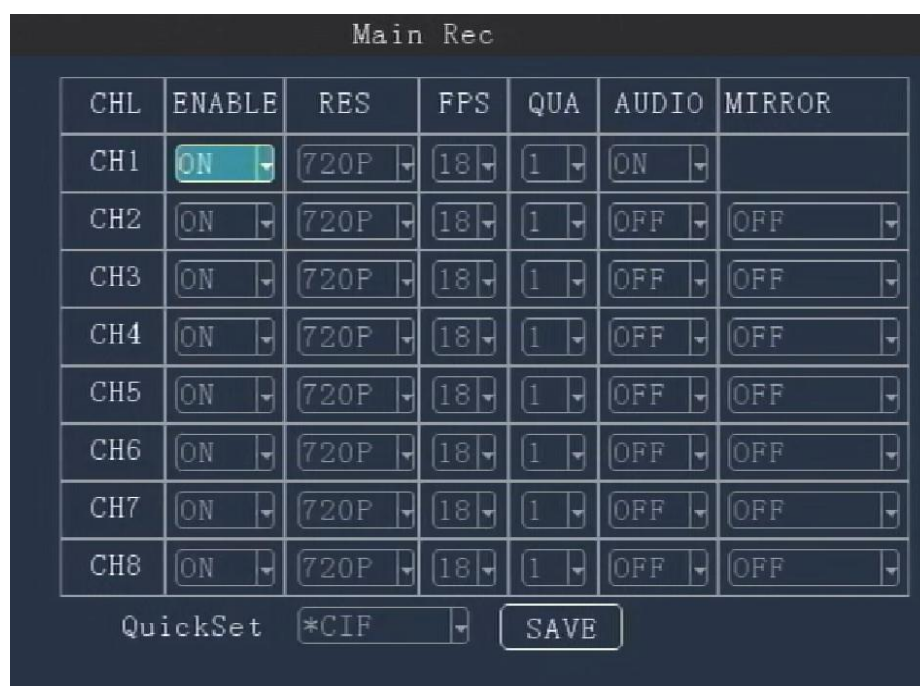 Main Rec
CHL ENABLE RES FPS QUA AUDIO MIRROR
CH1 ON 720P 18 1 ON
CH2 ON 720P 18 1 OFF OFF
CH3 ON 720P 18 1 OFF OFF
CH4 ON 720P 18 1 OFF OFF
CH5 ON 720P 18 1 OFF OFF
CH6 ON 720P 18 1 OFF OFF
CH7 ON 720P 18 1 OFF OFF
CH8 ON 720P 18 1 OFF OFF
QuickSet *CIF SAVE